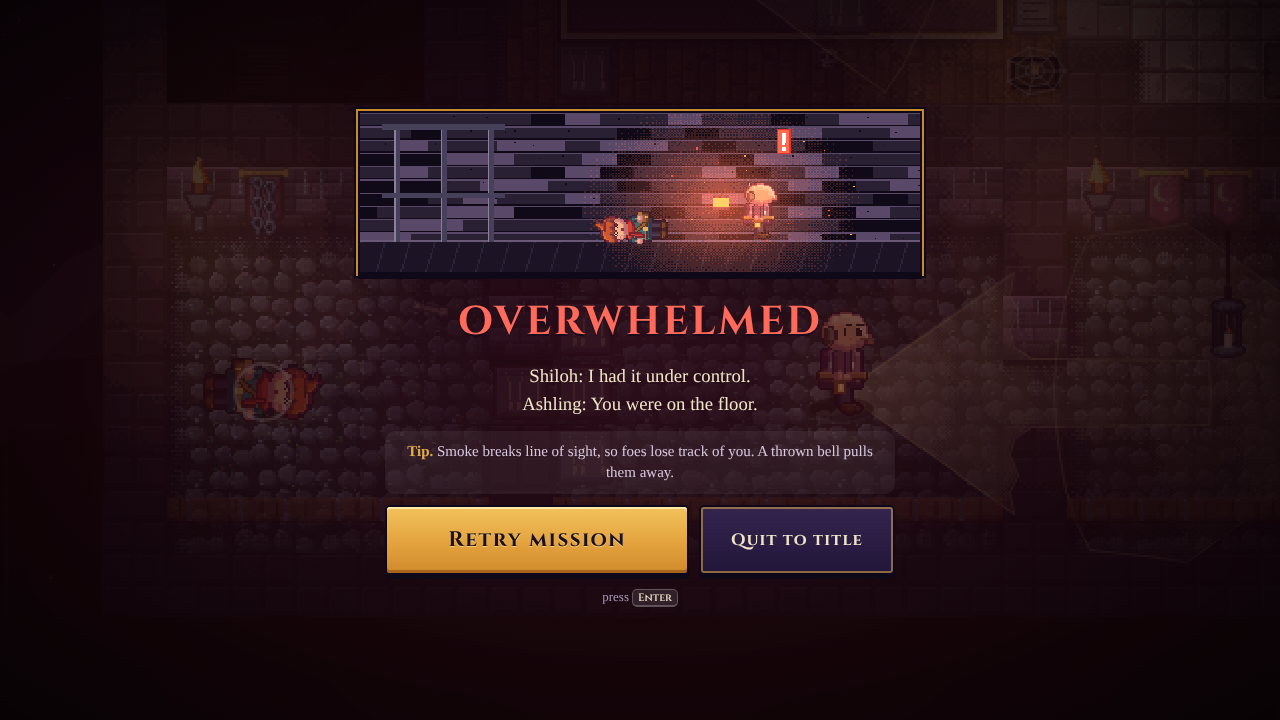 !
OVERWHELMED
Shiloh: I had it under control.
Ashling: You were on the floor.
Tip. Smoke breaks line of sight, so foes lose track of you. A thrown bell pulls
them away.
Retry mission
Quit to title
press Enter